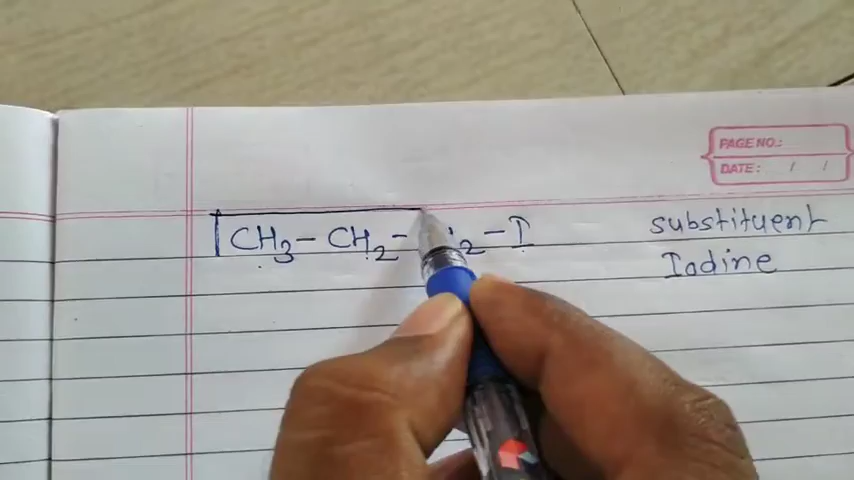 PAGE NO.:
DATE: / /
CH3 – CH2 – 2 – I
substituent
Iodine